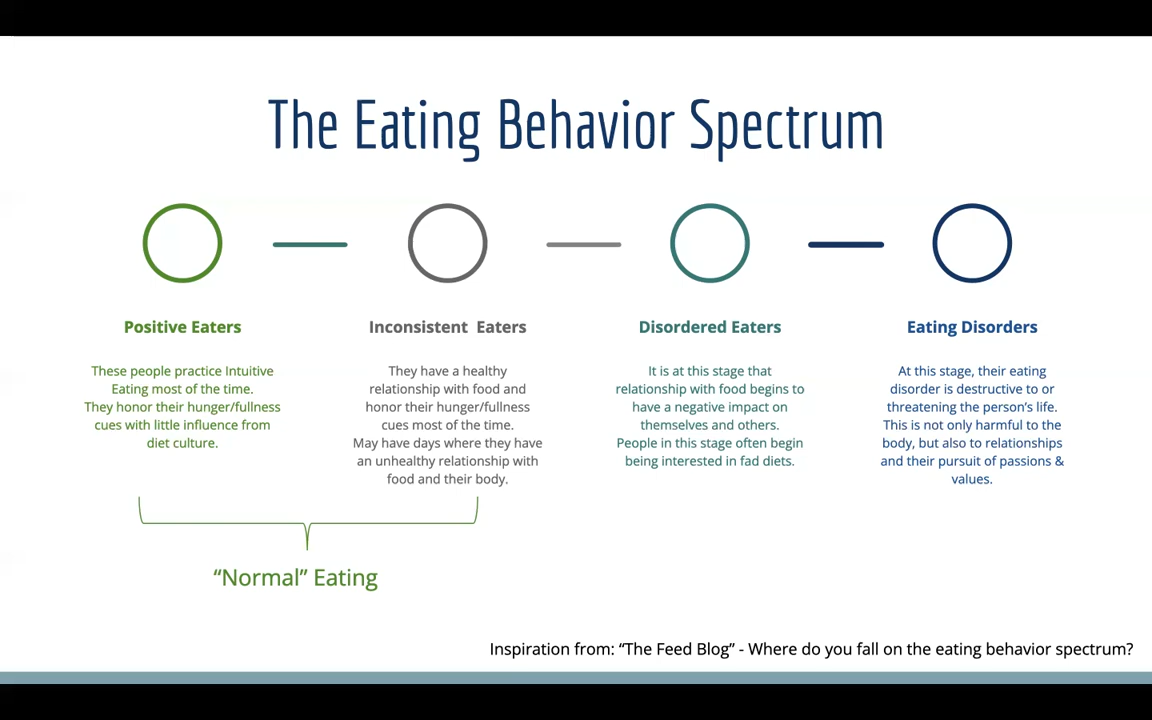 The Eating Behavior Spectrum
Positive Eaters
These people practice Intuitive
Eating most of the time.
They honor their hunger/fullness
cues with little influence from
diet culture.
Inconsistent Eaters
They have a healthy
relationship with food and
honor their hunger/fullness
cues most of the time.
May have days where they have
an unhealthy relationship with
food and their body.
Disordered Eaters
It is at this stage that
relationship with food begins to
have a negative impact on
themselves and others.
People in this stage often begin
being interested in fad diets.
Eating Disorders
At this stage, their eating
disorder is destructive to or
threatening the person’s life.
This is not only harmful to the
body, but also to relationships
and their pursuit of passions &
values.
“Normal” Eating
Inspiration from: “The Feed Blog” - Where do you fall on the eating behavior spectrum?